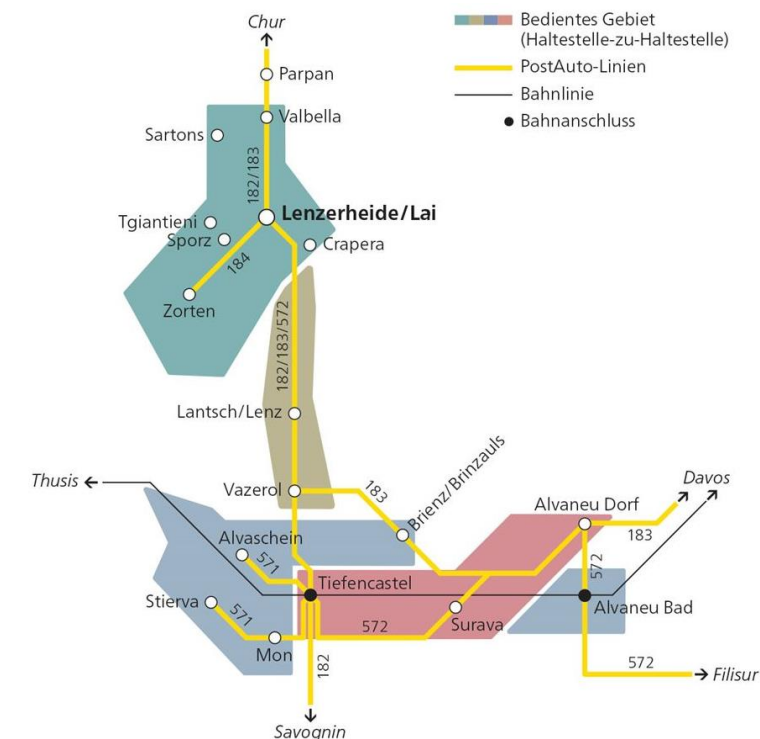 Chur
Bedientes Gebiet
(Haltestelle-zu-Haltestelle)
PostAuto-Linien
Bahnlinie
Bahnanschluss
Parpan
Valbella
Sartons
182/183
Lenzerheide/Lai
Tgiantieni
Sporz
Crapera
184
Zorten
182/183/572
Lantsch/Lenz
Thusis
Vazerol
183
Brienz/Brinzauls
Davos
Alvaneu Dorf
183
Alvaschein
571
572
Tiefencastel
Stierva
571
Alvaneu Bad
Surava
572
Mon
182
572
Filisur
Savognin